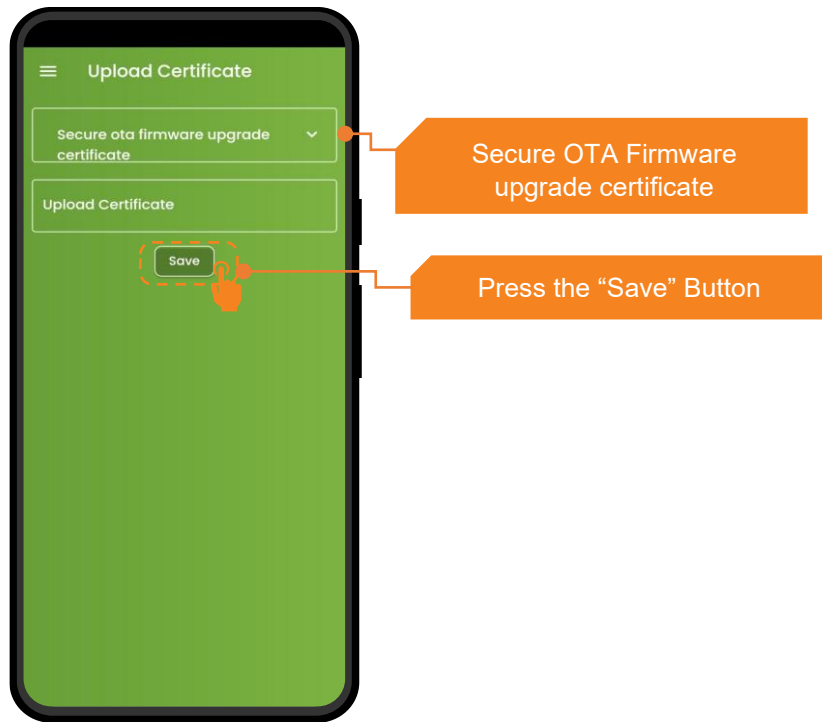 Upload Certificate
Secure ota firmware upgrade
certificate
Upload Certificate
Save
Secure OTA Firmware
upgrade certificate
Press the “Save” Button